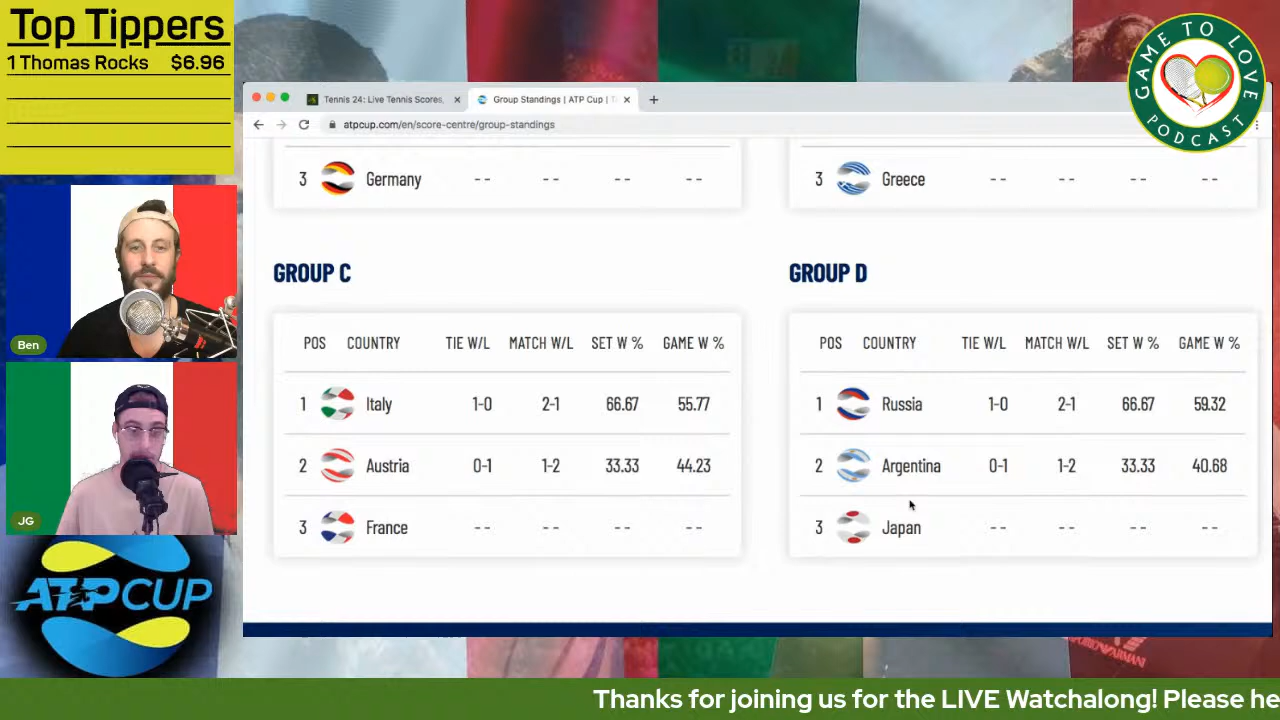 Top Tippers
1 Thomas Rocks $6.96
GAME TO LOVE
PODCAST
Tennis 24: Live Tennis Scores,
Group Standings | ATP Cup | T
atpcup.com/en/score-centre/group-standings
3 Germany -- -- -- --
3 Greece -- -- -- --
GROUP C
POS COUNTRY TIE W/L MATCH W/L SET W % GAME W %
1 Italy 1-0 2-1 66.67 55.77
2 Austria 0-1 1-2 33.33 44.23
3 France -- -- -- --
GROUP D
POS COUNTRY TIE W/L MATCH W/L SET W % GAME W %
1 Russia 1-0 2-1 66.67 59.32
2 Argentina 0-1 1-2 33.33 40.68
3 Japan -- -- -- --
Ben
JG
ATP CUP
EMPORIO ARMANI
Thanks for joining us for the LIVE Watchalong! Please he